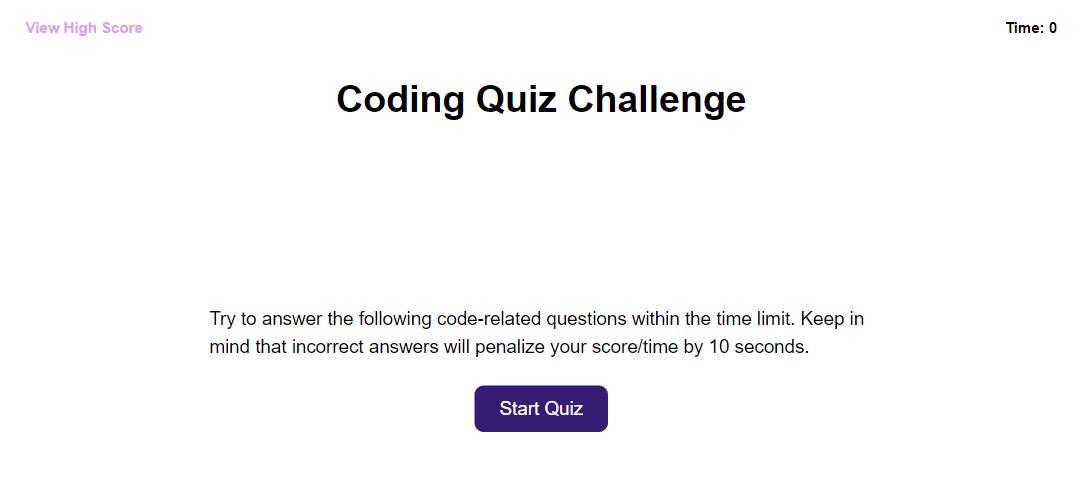 View High Score
Time: 0
Coding Quiz Challenge
Try to answer the following code-related questions within the time limit. Keep in
mind that incorrect answers will penalize your score/time by 10 seconds.
Start Quiz